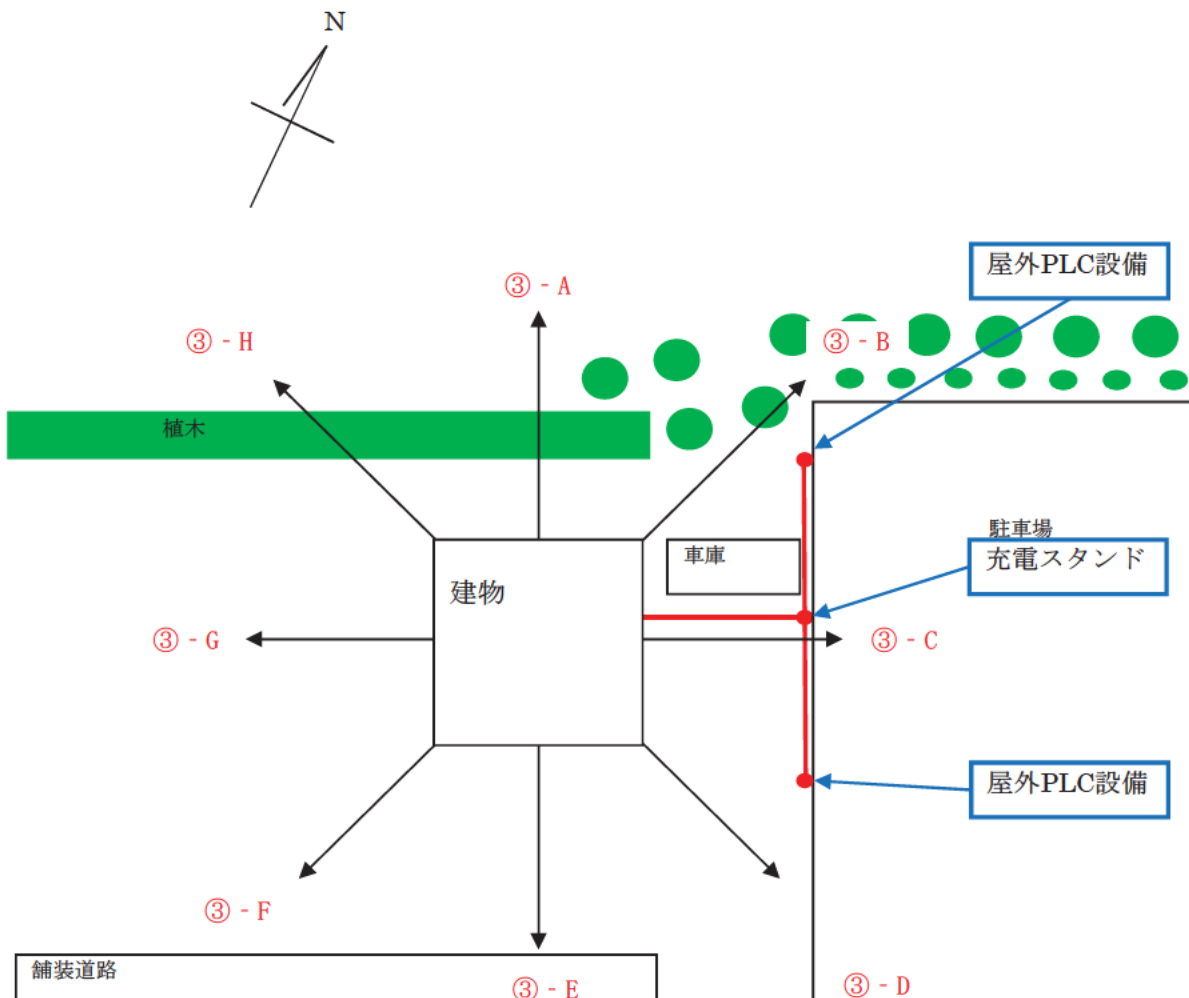 N
屋外PLC設備
③ - A
③ - H
③ - B
植木
駐車場
車庫
充電スタンド
建物
③ - G
③ - C
屋外PLC設備
③ - F
舗装道路
③ - E
③ - D